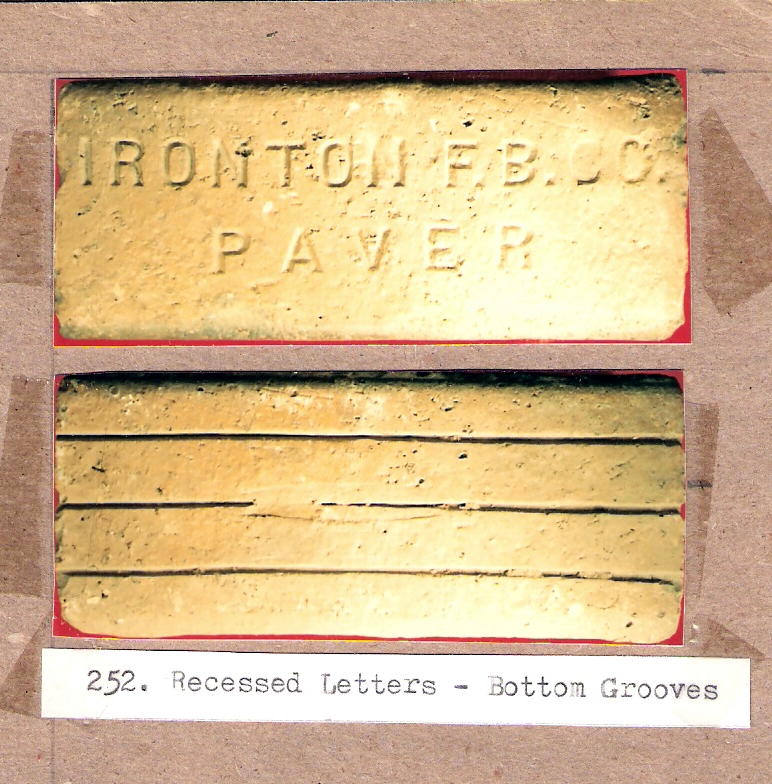 IRONTON F.B.CO.
PAVER
252. Recessed Letters - Bottom Grooves